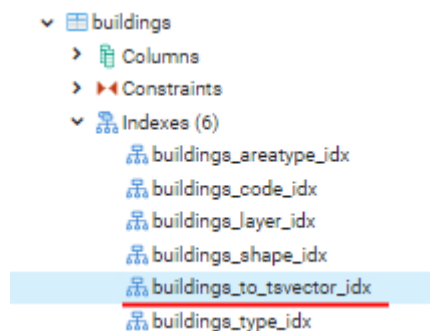 buildings
Columns
Constraints
Indexes (6)
buildings_areatype_idx
buildings_code_idx
buildings_layer_idx
buildings_shape_idx
buildings_to_tsvector_idx
buildings_type_idx